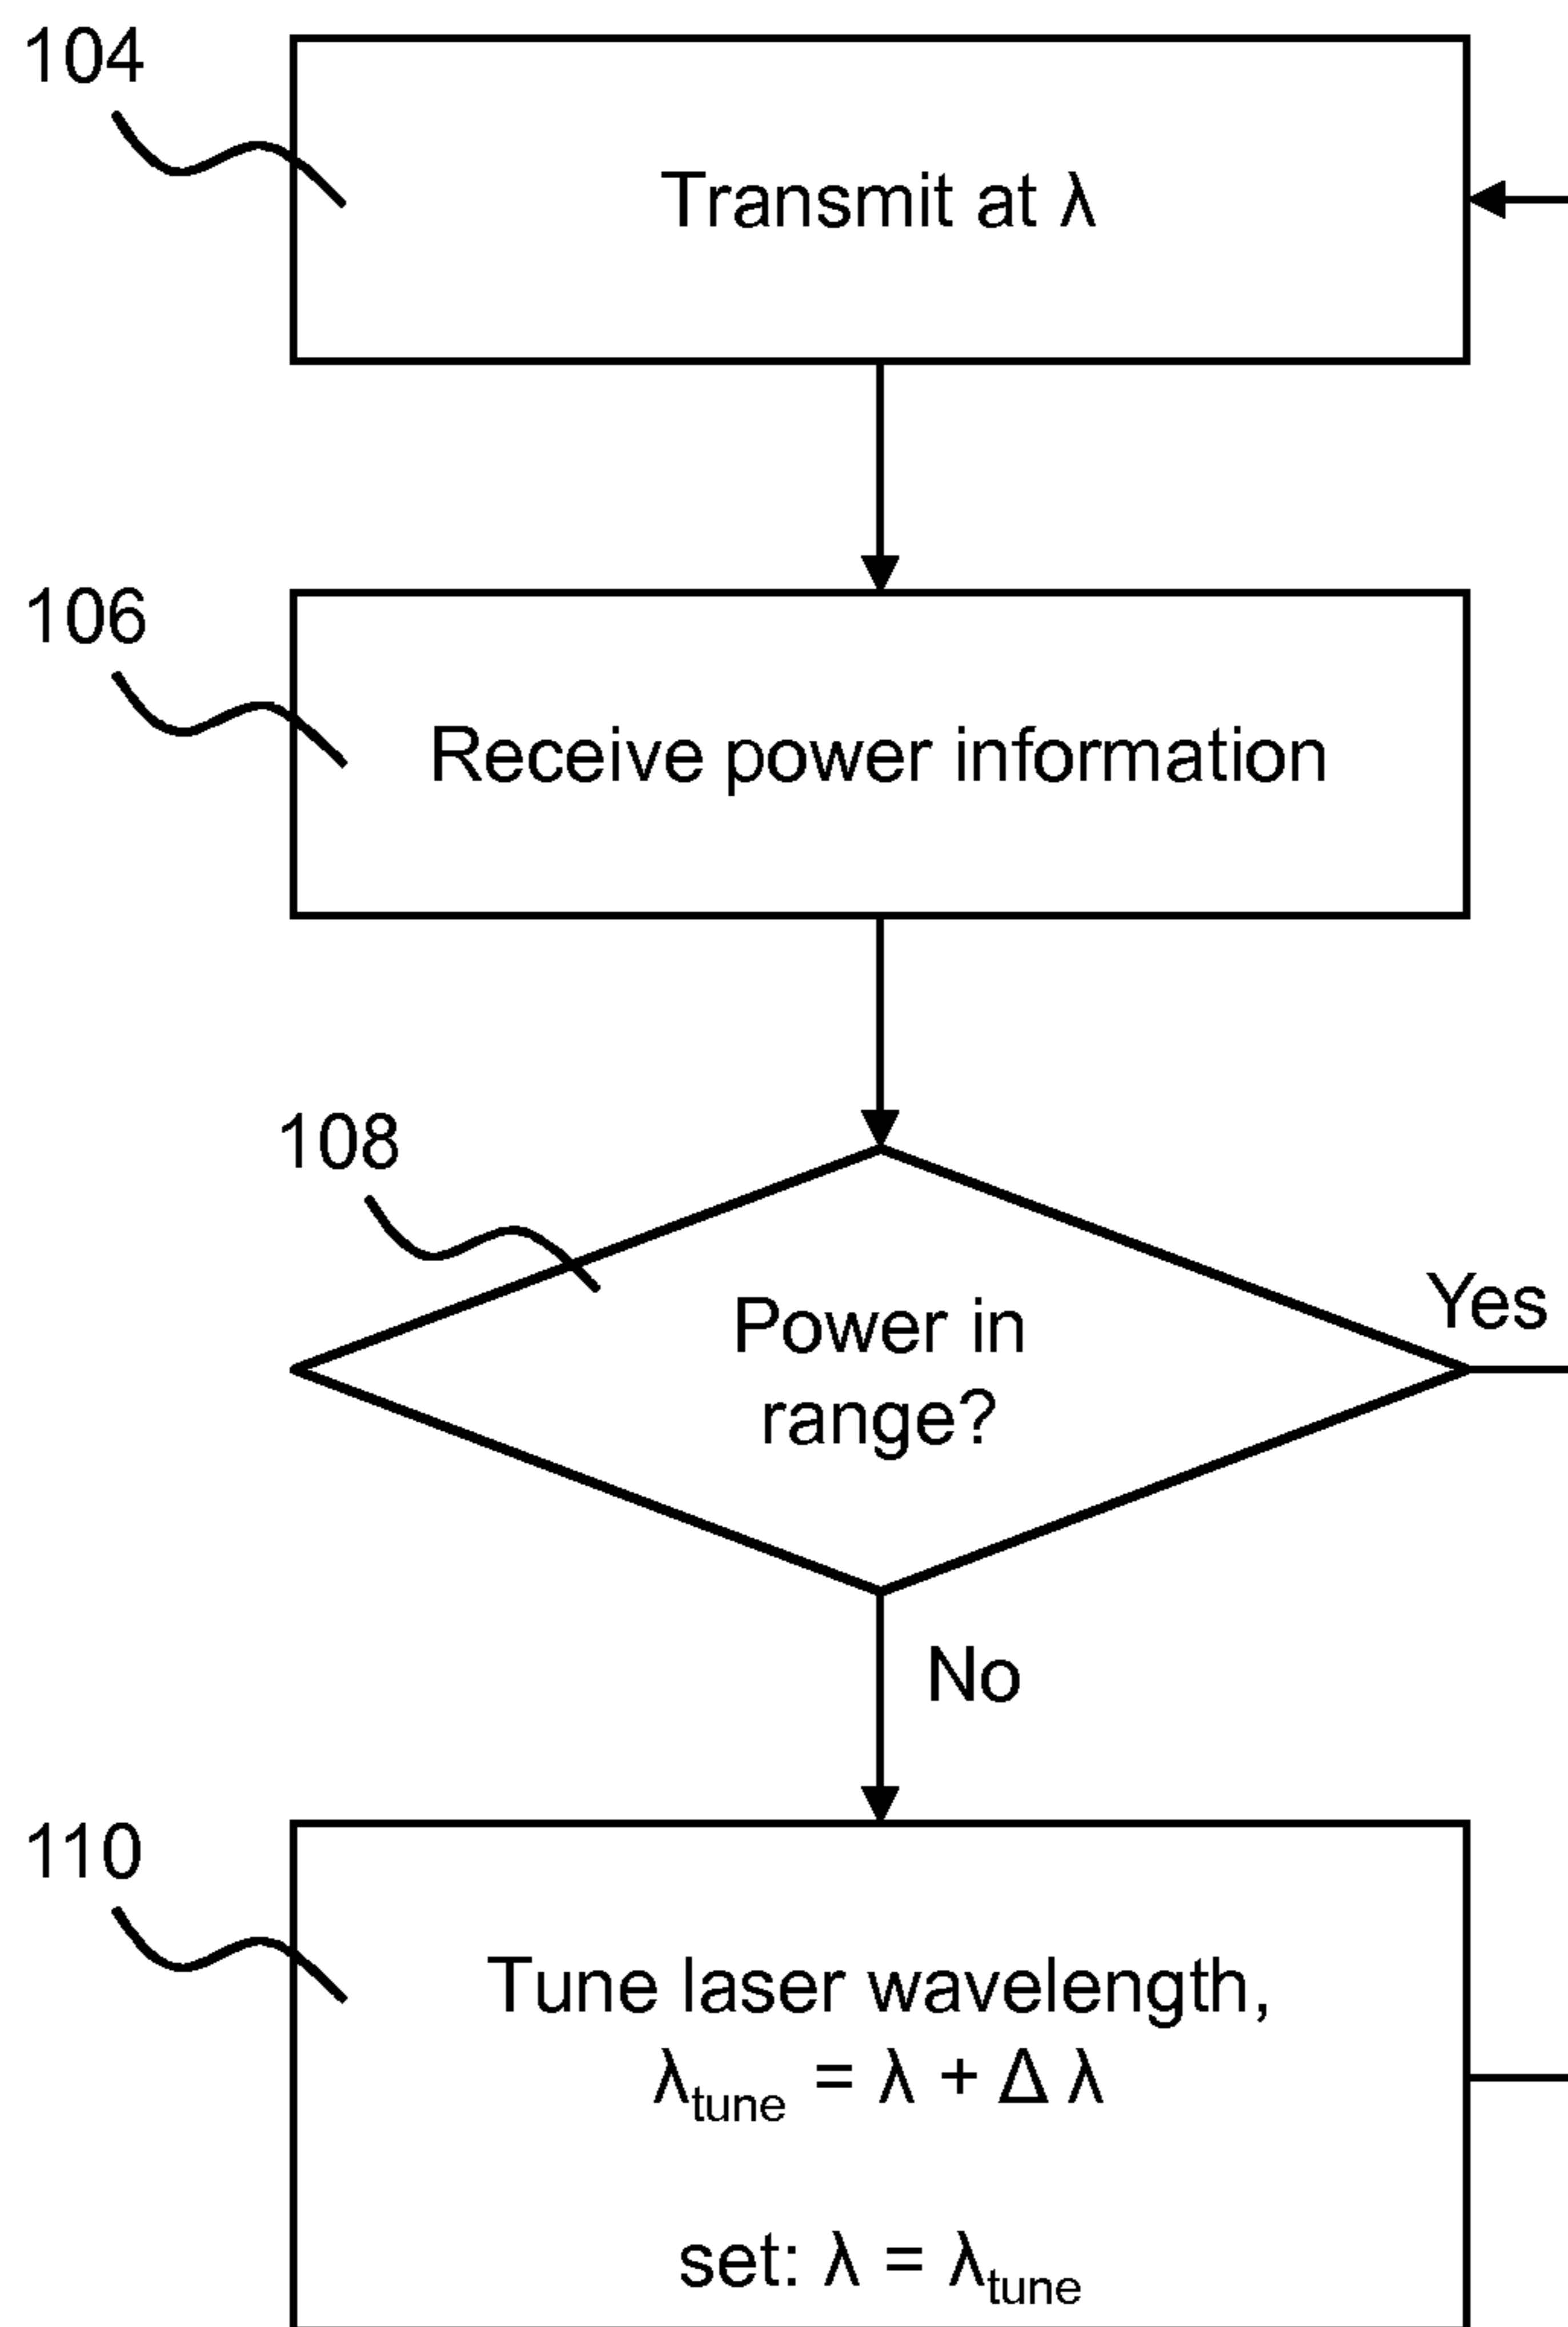 104
Transmit at λ
106
Receive power information
108
Power in
range?
Yes
No
110
Tune laser wavelength,
λtune = λ + Δ λ
set: λ = λtune